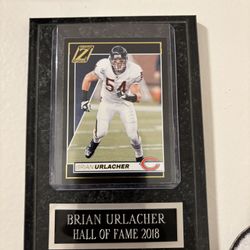 Z
54
BRIAN URLACHER
BRIAN URLACHER
HALL OF FAME 2018